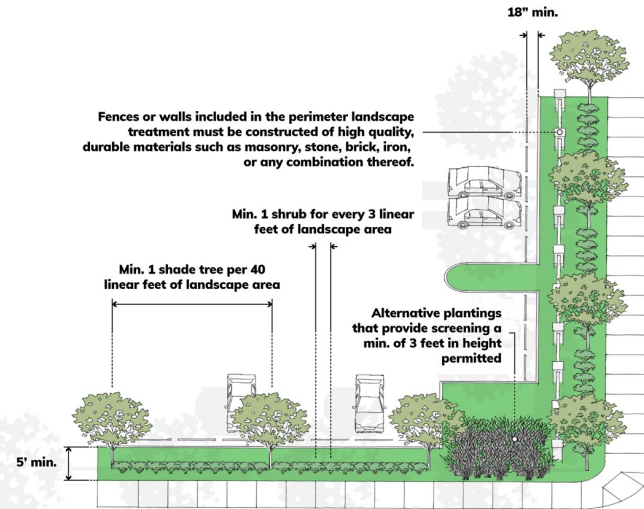 18” min.
Fences or walls included in the perimeter landscape
treatment must be constructed of high quality,
durable materials such as masonry, stone, brick, iron,
or any combination thereof.
Min. 1 shrub for every 3 linear
feet of landscape area
Min. 1 shade tree per 40
linear feet of landscape area
Alternative plantings
that provide screening a
min. of 3 feet in height
permitted
5' min.